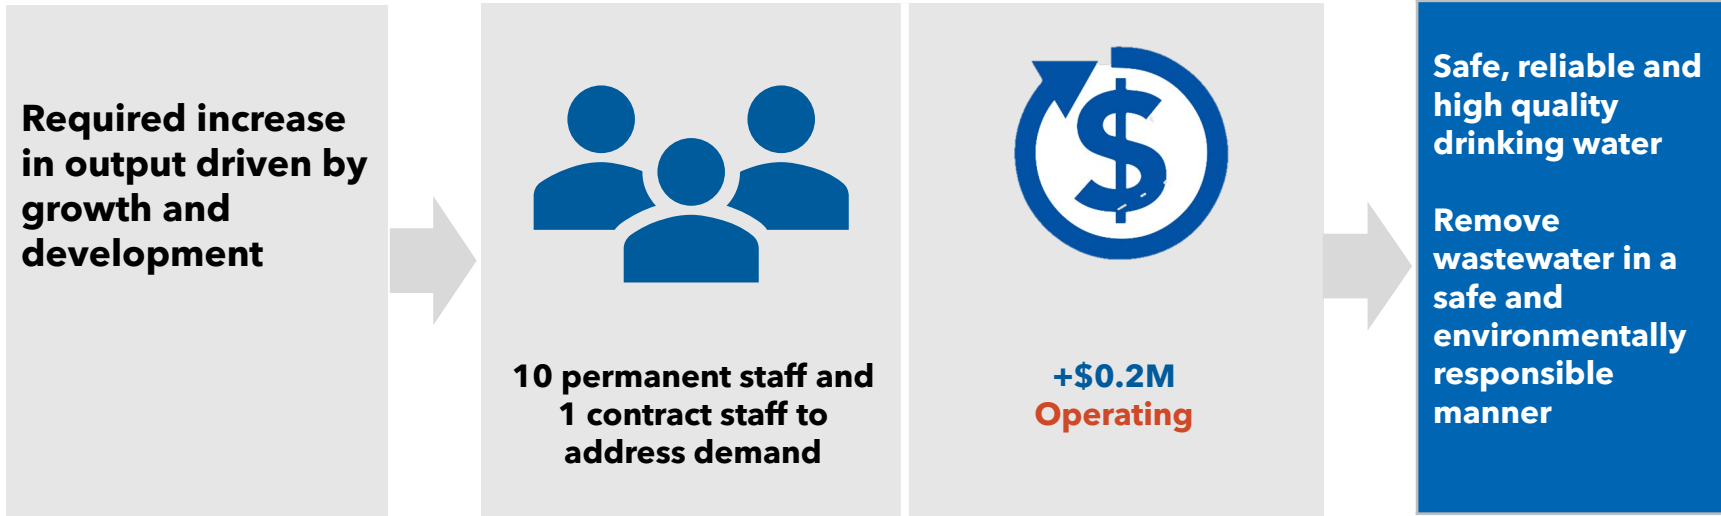 Required increase
in output driven by
growth and
development
10 permanent staff and
1 contract staff to
address demand
$
+$0.2M
Operating
Safe, reliable and
high quality
drinking water
Remove
wastewater in a
safe and
environmentally
responsible
manner